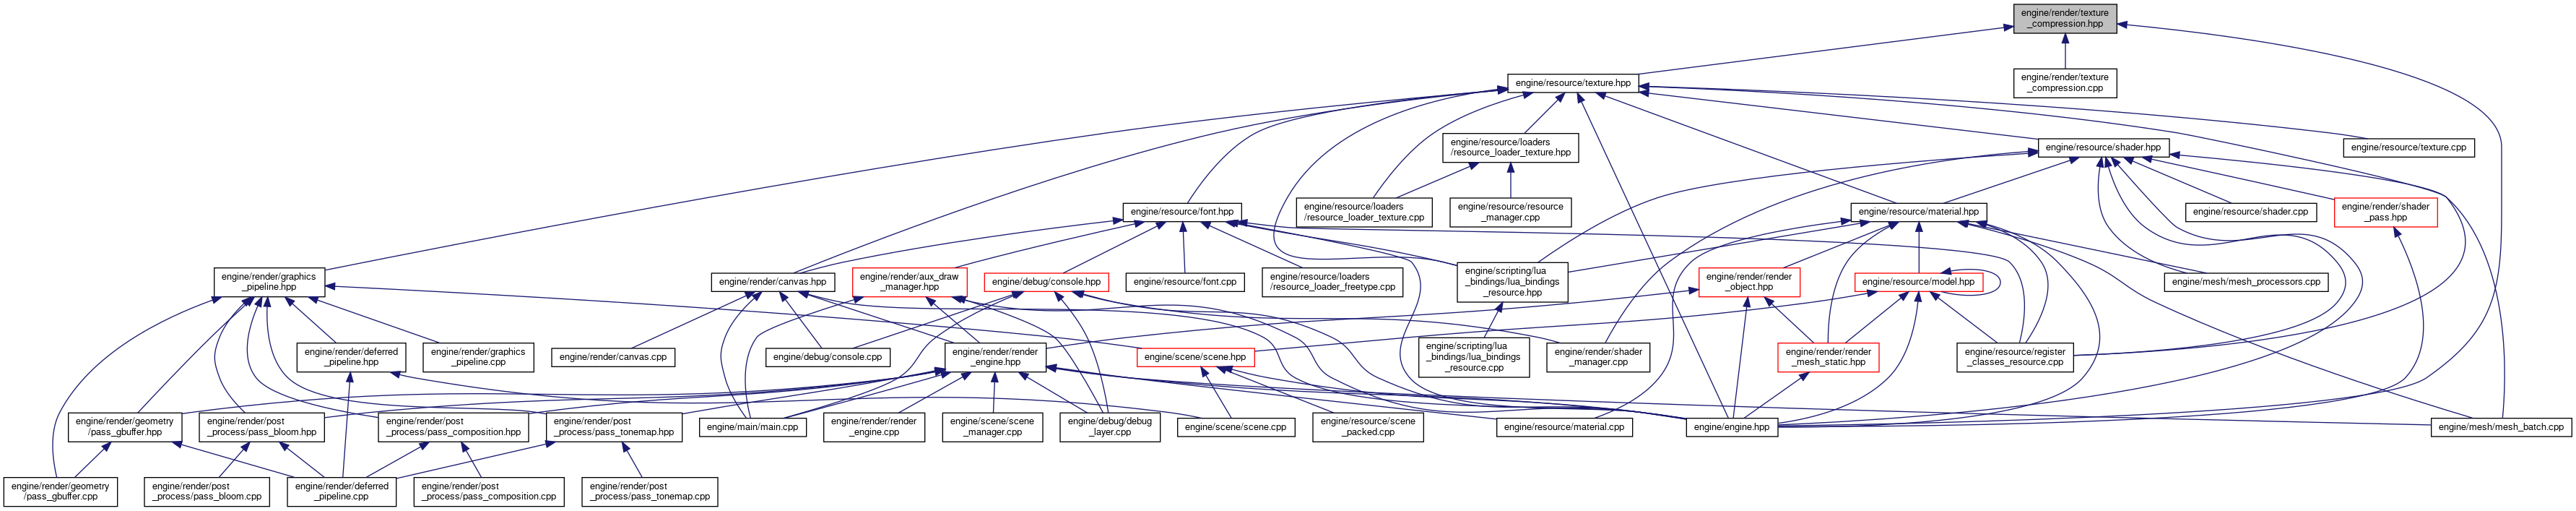 engine/render/texture
_compression.hpp
engine/resource/texture.hpp
engine/render/texture
_compression.cpp
engine/resource/loaders
/resource_loader_texture.hpp
engine/resource/shader.hpp
engine/resource/texture.cpp
engine/resource/font.hpp
engine/resource/loaders
/resource_loader_texture.cpp
engine/resource/resource
_manager.cpp
engine/resource/material.hpp
engine/resource/shader.cpp
engine/render/shader
_pass.hpp
engine/render/graphics
_pipeline.hpp
engine/render/canvas.hpp
engine/render/aux_draw
_manager.hpp
engine/debug/console.hpp
engine/resource/font.cpp
engine/resource/loaders
/resource_loader_freetype.cpp
engine/scripting/lua
_bindings/lua_bindings
_resource.hpp
engine/render/render
_object.hpp
engine/resource/model.hpp
engine/mesh/mesh_processors.cpp
engine/render/deferred
_pipeline.hpp
engine/render/graphics
_pipeline.cpp
engine/render/canvas.cpp
engine/debug/console.cpp
engine/render/render
_engine.hpp
engine/scene/scene.hpp
engine/scripting/lua
_bindings/lua_bindings
_resource.cpp
engine/render/shader
_manager.cpp
engine/render/render
_mesh_static.hpp
engine/resource/register
_classes_resource.cpp
engine/render/geometry
/pass_gbuffer.hpp
engine/render/post
_process/pass_bloom.hpp
engine/render/post
_process/pass_composition.hpp
engine/render/post
_process/pass_tonemap.hpp
engine/main/main.cpp
engine/render/render
_engine.cpp
engine/scene/scene
_manager.cpp
engine/debug/debug
_layer.cpp
engine/scene/scene.cpp
engine/resource/scene
_packed.cpp
engine/resource/material.cpp
engine/engine.hpp
engine/mesh/mesh_batch.cpp
engine/render/geometry
/pass_gbuffer.cpp
engine/render/post
_process/pass_bloom.cpp
engine/render/deferred
_pipeline.cpp
engine/render/post
_process/pass_composition.cpp
engine/render/post
_process/pass_tonemap.cpp